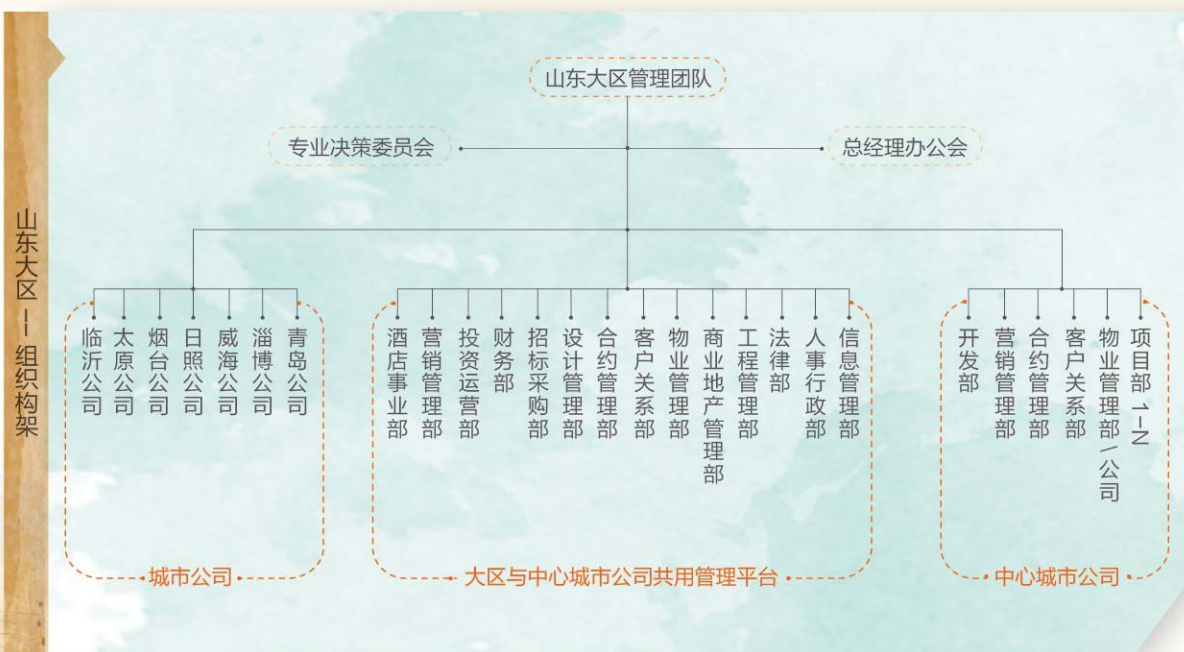 山东大区 — 组织构架
山东大区管理团队
专业决策委员会
总经理办公会
临沂公司
太原公司
烟台公司
日照公司
威海公司
淄博公司
青岛公司
城市公司
酒店事业部
营销管理部
投资运营部
财务部
招标采购部
设计管理部
合约管理部
客户关系部
物业管理部
商业地产管理部
工程管理部
法律部
人事行政部
信息管理部
大区与中心城市公司共用管理平台
开发部
营销管理部
合约管理部
客户关系部
物业管理部\公司
项目部 1-N
中心城市公司